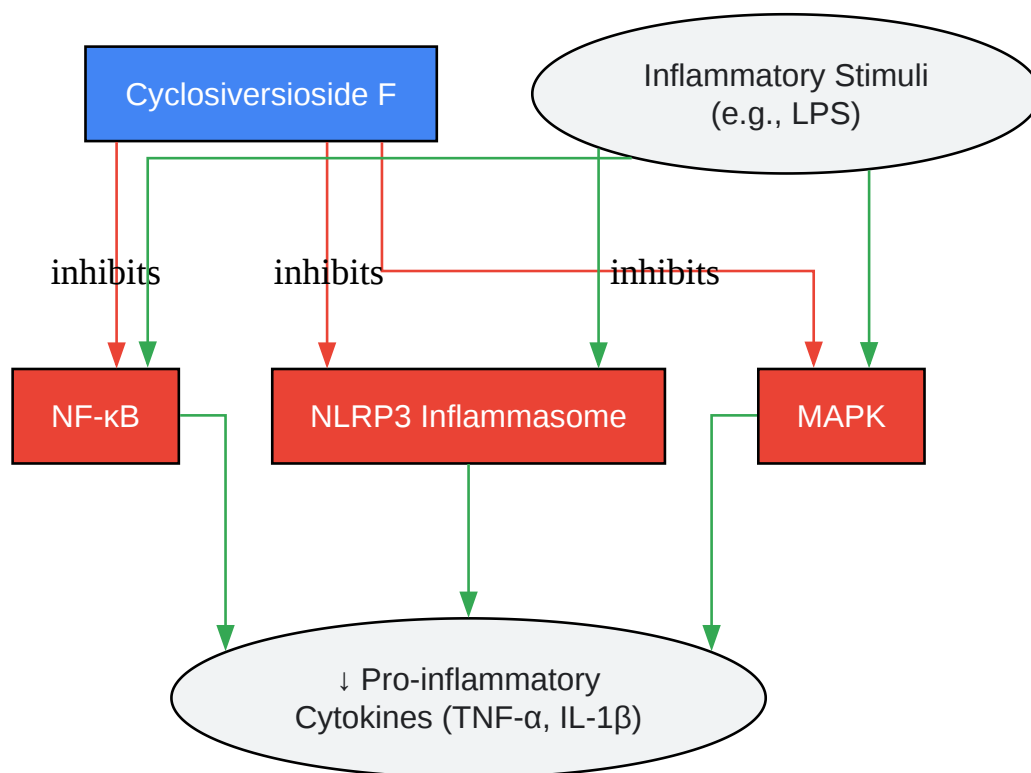 Cyclosiversioside F
Inflammatory Stimuli
(e.g., LPS)
inhibits
inhibits
inhibits
NF-κB
NLRP3 Inflammasome
MAPK
↓ Pro-inflammatory
Cytokines (TNF-α, IL-1β)